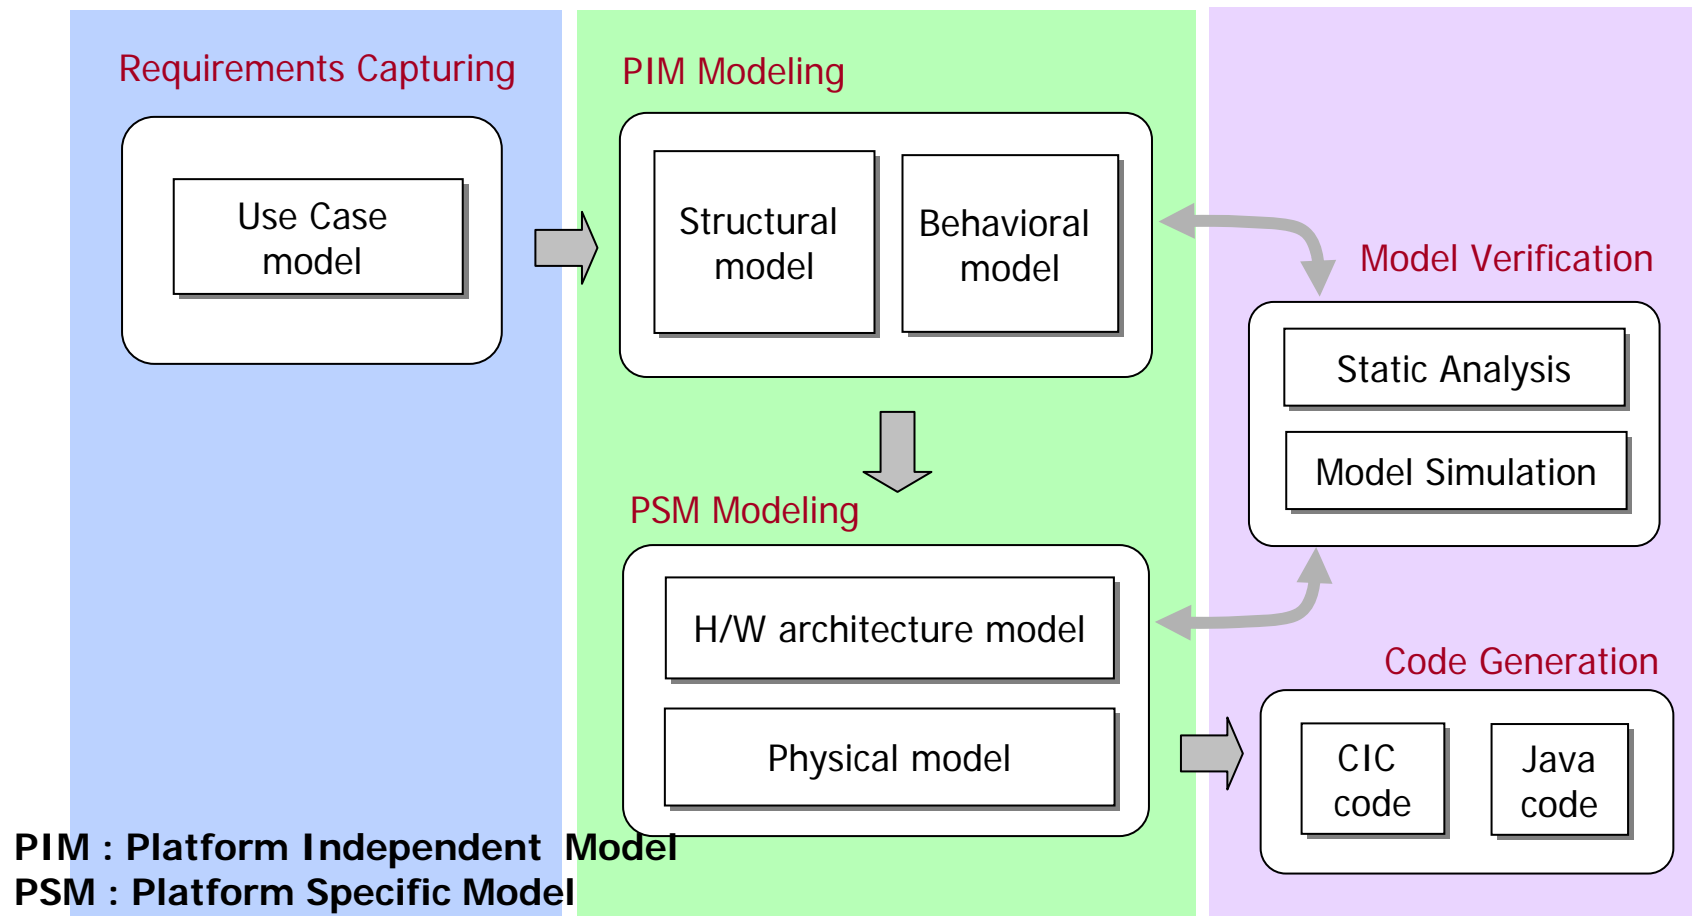 Requirements Capturing
Use Case
model
PIM Modeling
Structural
model
Behavioral
model
PSM Modeling
H/W architecture model
Physical model
Model Verification
Static Analysis
Model Simulation
Code Generation
CIC
code
Java
code
PIM : Platform Independent Model
PSM : Platform Specific Model